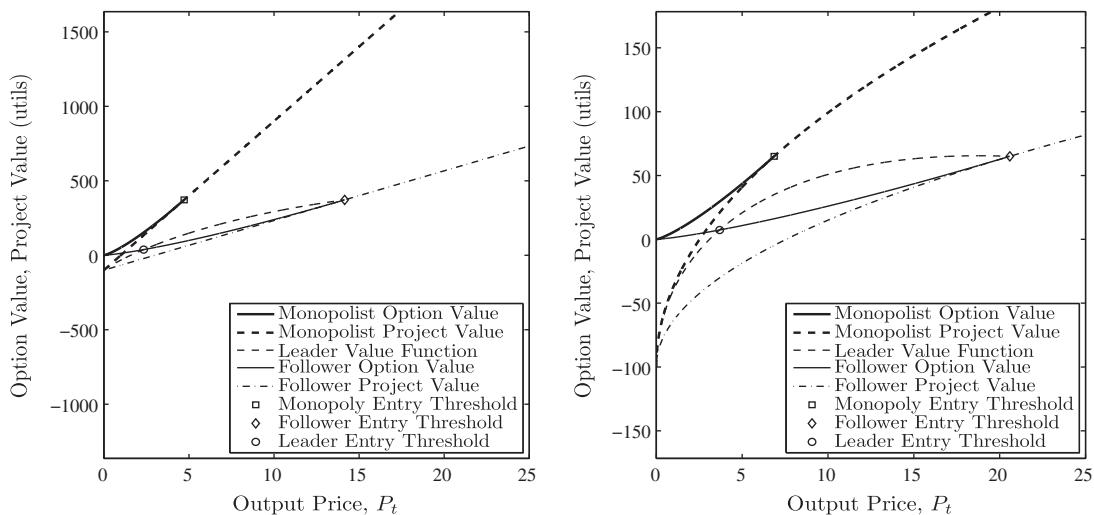 Option Value, Project Value (utils)
1500
1000
500
0
−500
−1000
0
5
10
15
20
25
Output Price, P_t
Monopolist Option Value
Monopolist Project Value
Leader Value Function
Follower Option Value
Follower Project Value
Monopoly Entry Threshold
Follower Entry Threshold
Leader Entry Threshold
Option Value, Project Value (utils)
150
100
50
0
−50
−100
−150
0
5
10
15
20
25
Output Price, P_t
Monopolist Option Value
Monopolist Project Value
Leader Value Function
Follower Option Value
Follower Project Value
Monopoly Entry Threshold
Follower Entry Threshold
Leader Entry Threshold